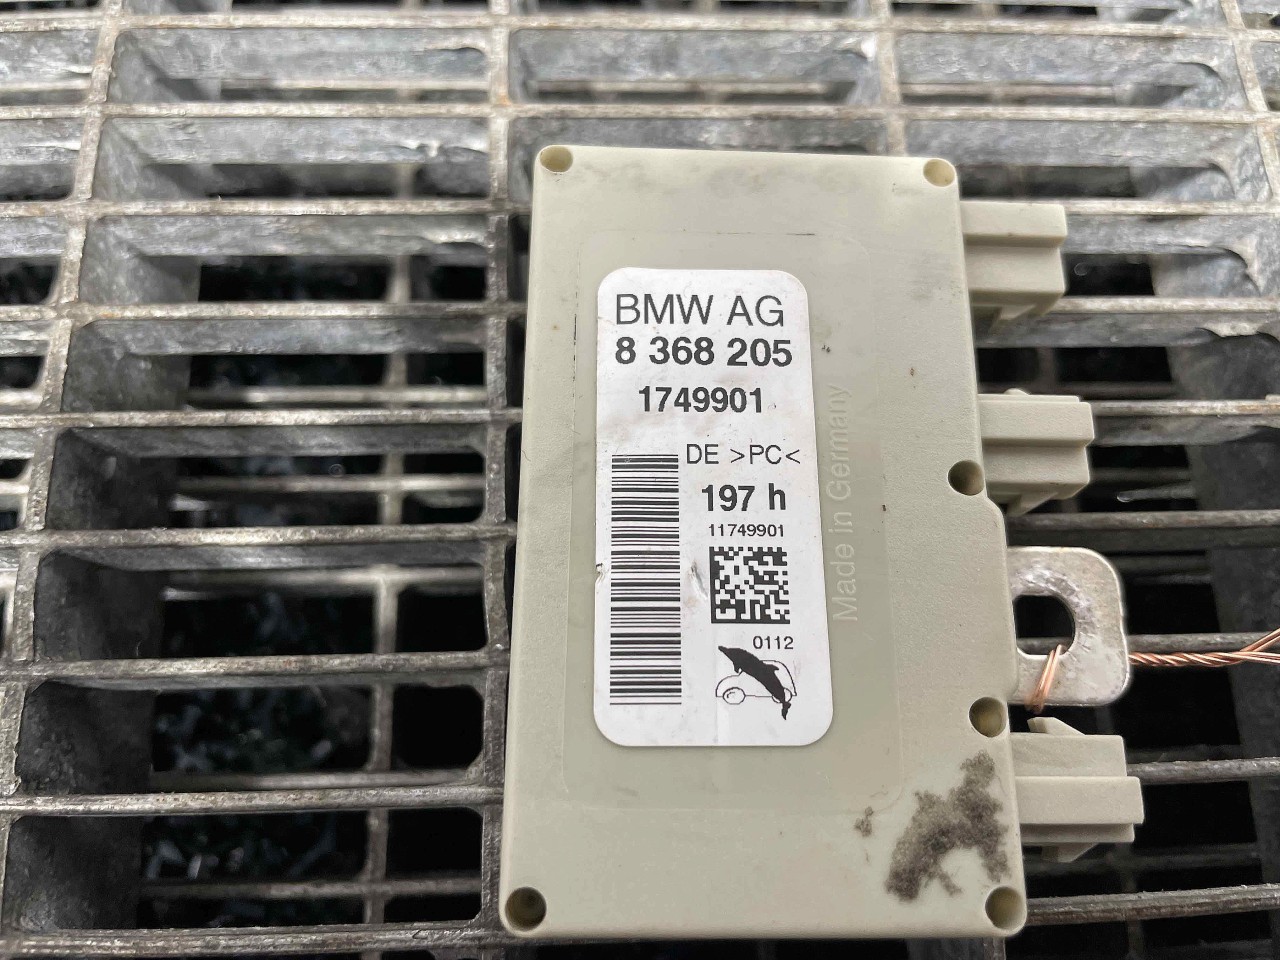 BMW AG
8 368 205
1749901
DE >PC<
197 h
11749901
0112
Made in Germany